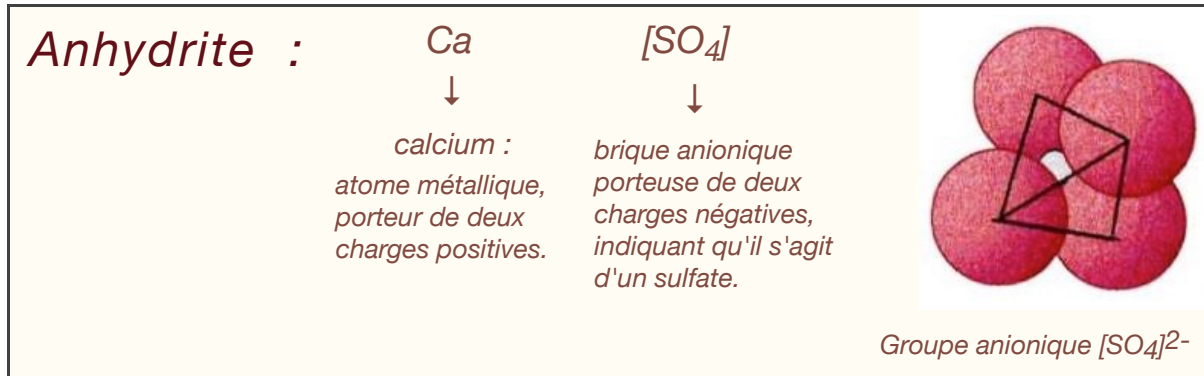 Anhydrite : Ca [SO4]
↓ ↓
calcium :
atome métallique,
porteur de deux
charges positives.
brique anionique
porteuse de deux
charges négatives,
indiquant qu'il s'agit
d'un sulfate.
Groupe anionique [SO4]2-